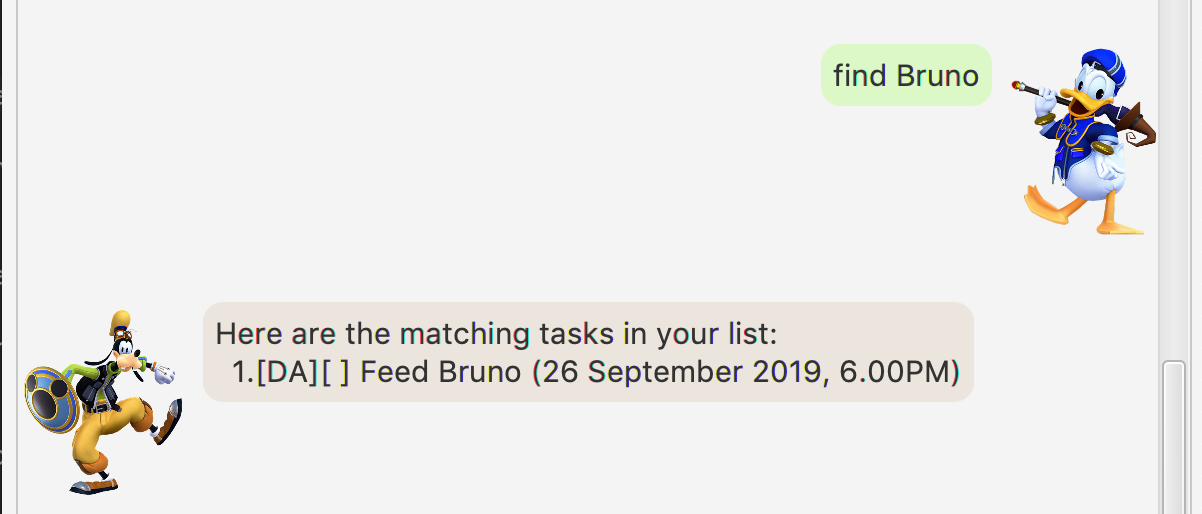 find Bruno
Here are the matching tasks in your list:
1.[DA][ ] Feed Bruno (26 September 2019, 6.00PM)